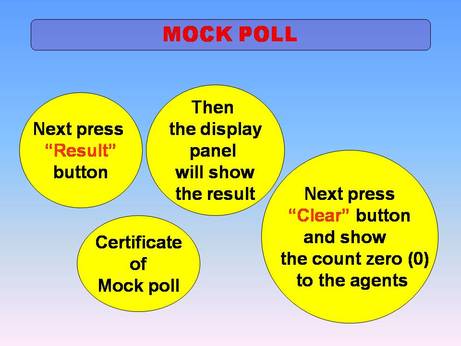 MOCK POLL
Next press
“Result”
button
Then
the display
panel
will show
the result
Next press
“Clear” button
and show
the count zero (0)
to the agents
Certificate
of
Mock poll